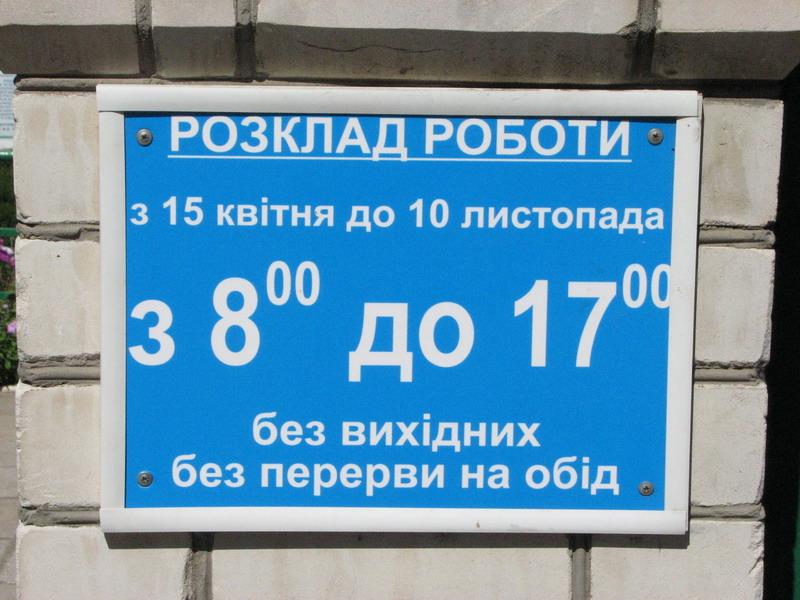 РОЗКЛАД РОБОТИ
з 15 квітня до 10 листопада
з 8⁰⁰ до 17⁰⁰
без вихідних
без перерви на обід